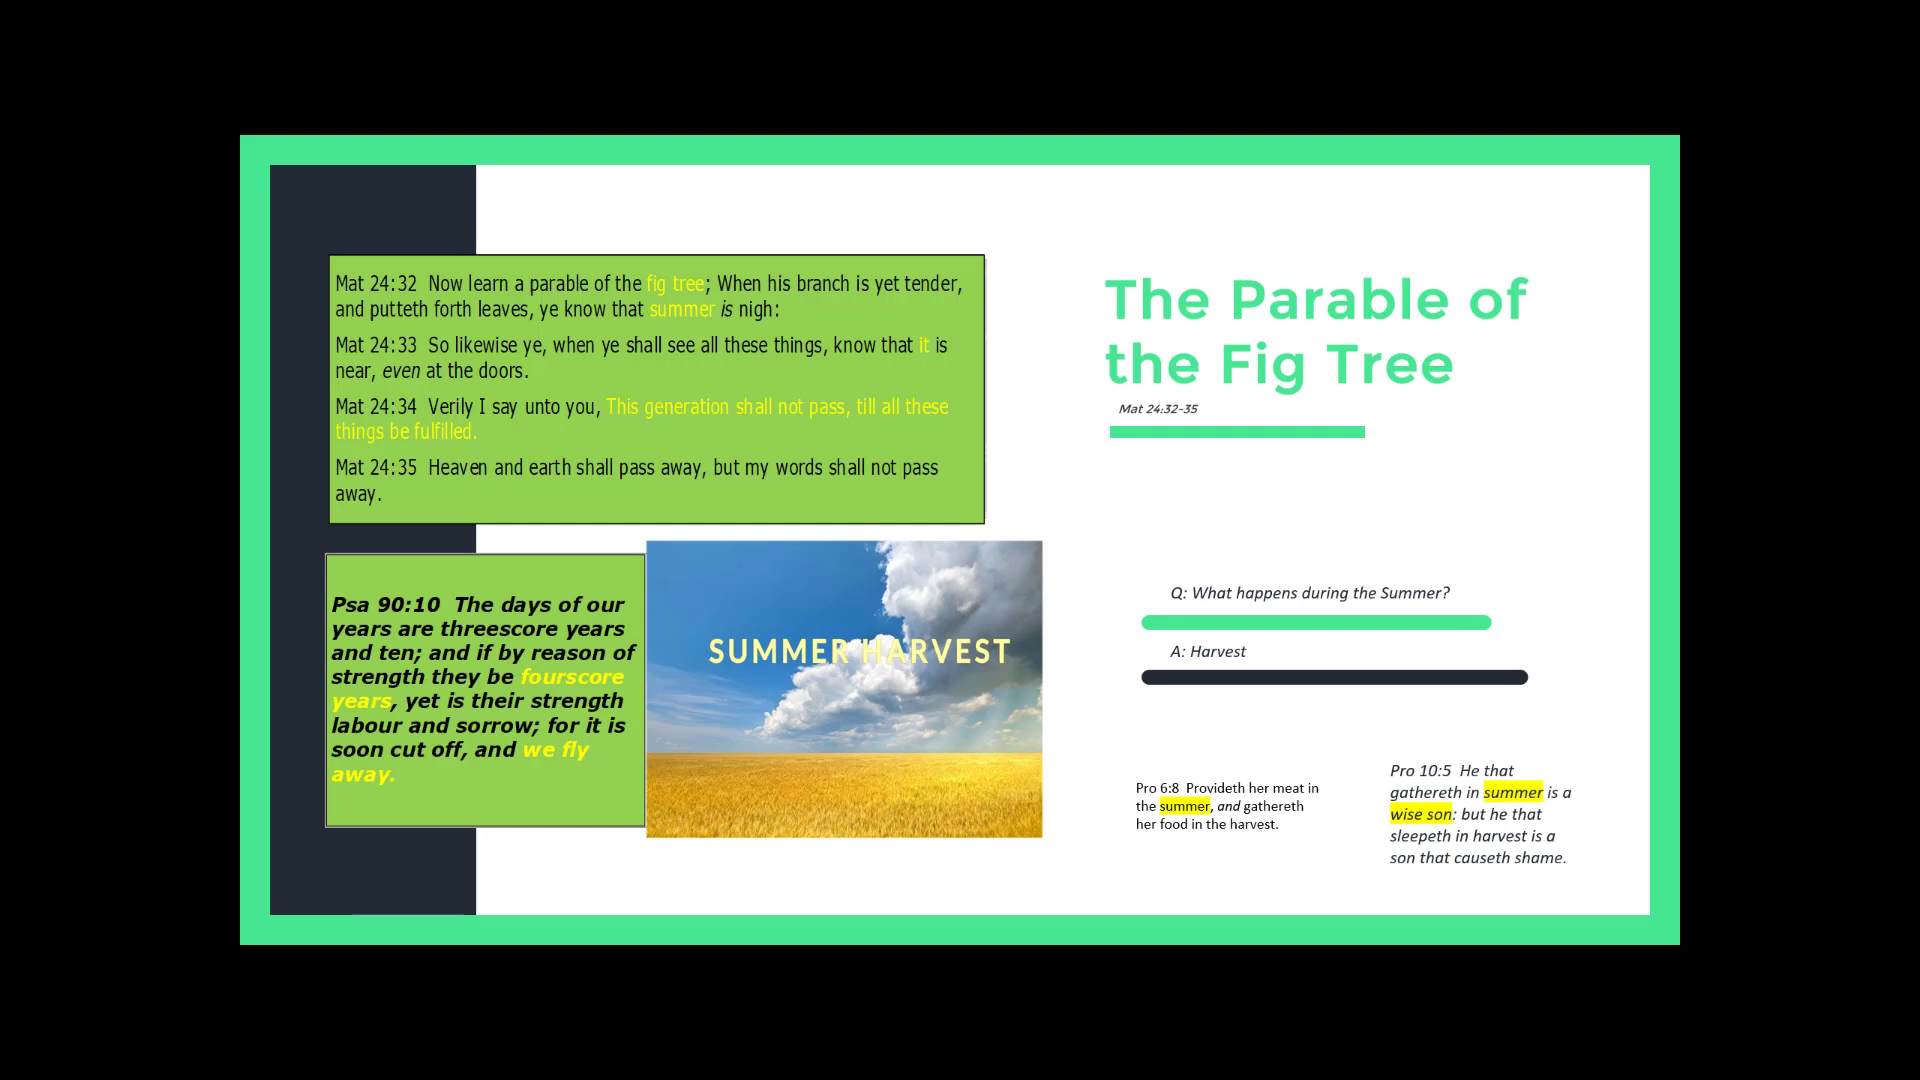 Mat 24:32  Now learn a parable of the fig tree; When his branch is yet tender,
and putteth forth leaves, ye know that summer is nigh:
Mat 24:33  So likewise ye, when ye shall see all these things, know that it is
near, even at the doors.
Mat 24:34  Verily I say unto you, This generation shall not pass, till all these
things be fulfilled.
Mat 24:35  Heaven and earth shall pass away, but my words shall not pass
away.
Psa 90:10  The days of our
years are threescore years
and ten; and if by reason of
strength they be fourscore
years, yet is their strength
labour and sorrow; for it is
soon cut off, and we fly
away.
SUMMER HARVEST
The Parable of
the Fig Tree
Mat 24:32-35
Q: What happens during the Summer?
A: Harvest
Pro 6:8  Provideth her meat in
the summer, and gathereth
her food in the harvest.
Pro 10:5  He that
gathereth in summer is a
wise son: but he that
sleepeth in harvest is a
son that causeth shame.